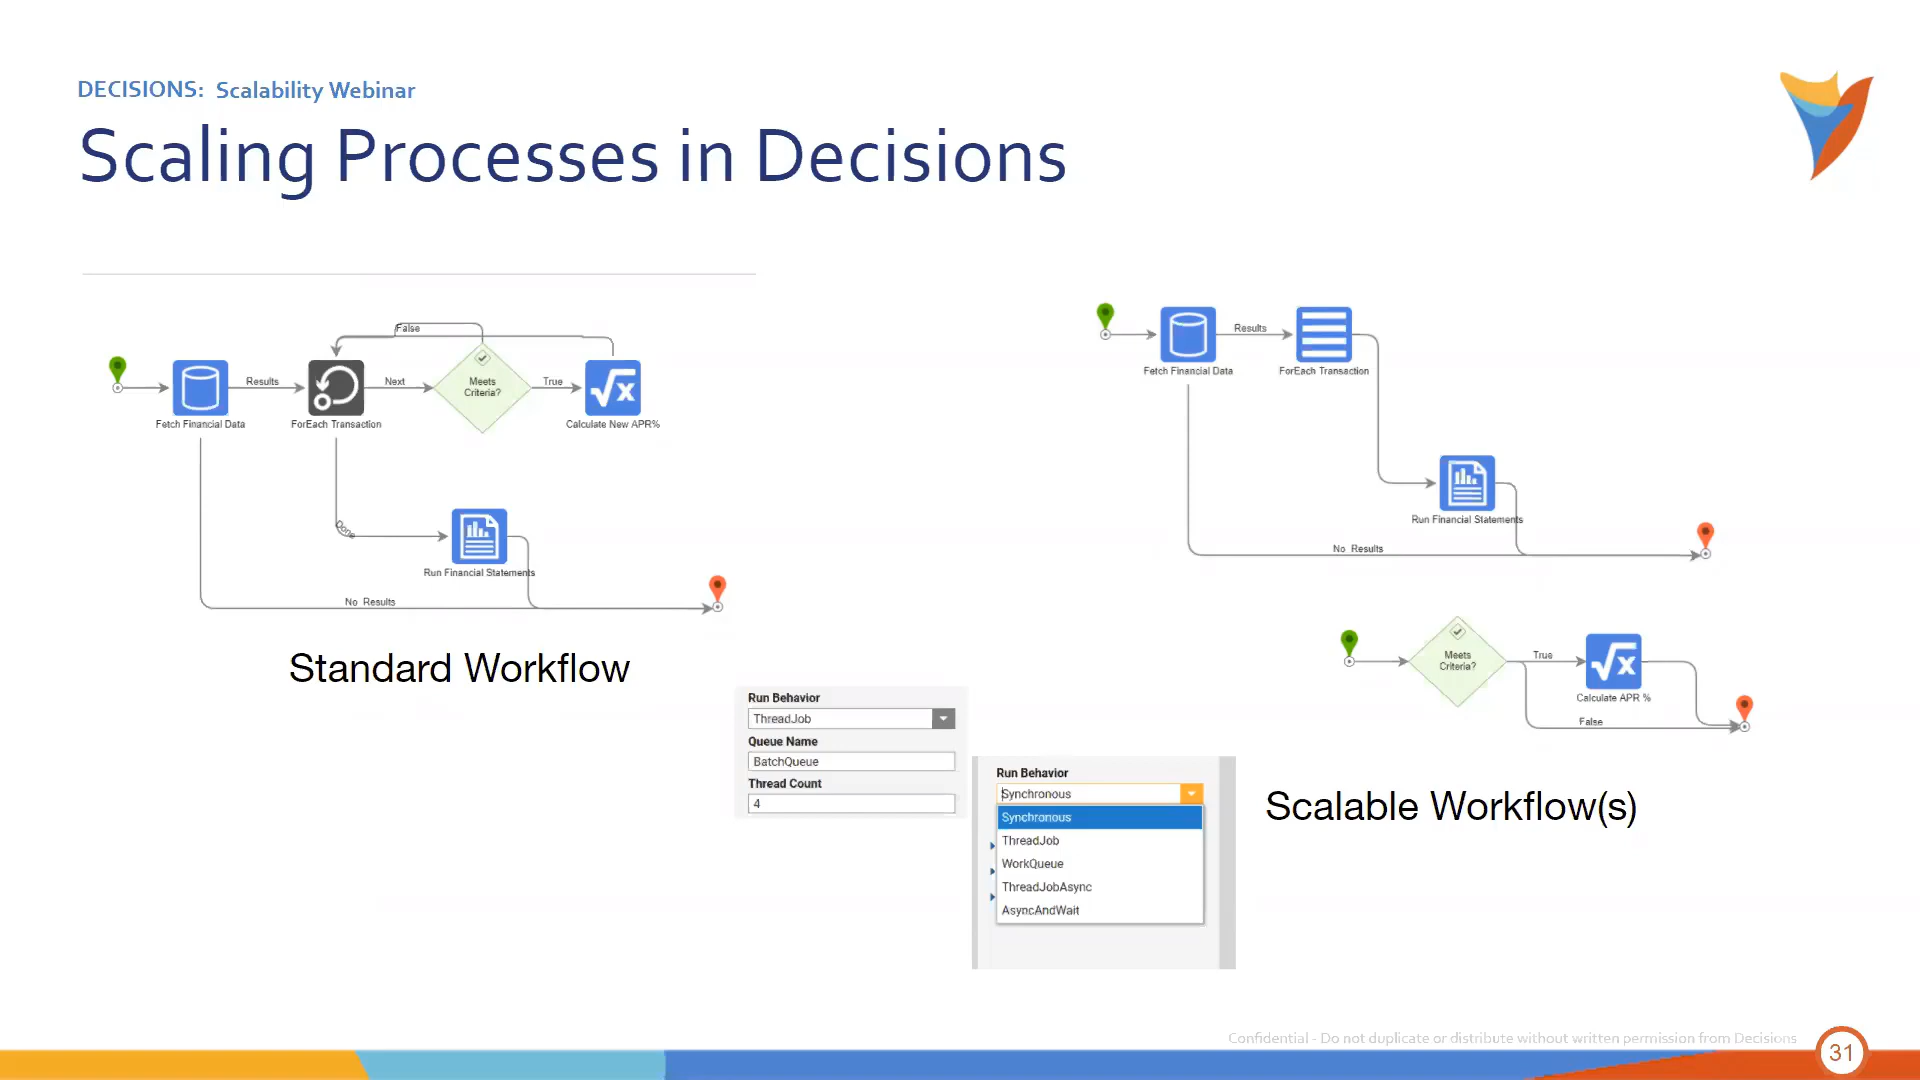 DECISIONS: Scalability Webinar
Scaling Processes in Decisions
False
Results
Next
Meets
Criteria?
True
Fetch Financial Data
ForEach Transaction
Calculate New APR%
Done
Run Financial Statements
No Results
Standard Workflow
Results
Fetch Financial Data
ForEach Transaction
Run Financial Statements
No Results
Meets
Criteria?
True
Calculate APR %
False
Scalable Workflow(s)
Run Behavior
ThreadJob
Queue Name
BatchQueue
Thread Count
4
Run Behavior
Synchronous
Synchronous
ThreadJob
WorkQueue
ThreadJobAsync
AsyncAndWait
Confidential - Do not duplicate or distribute without written permission from Decisions
31